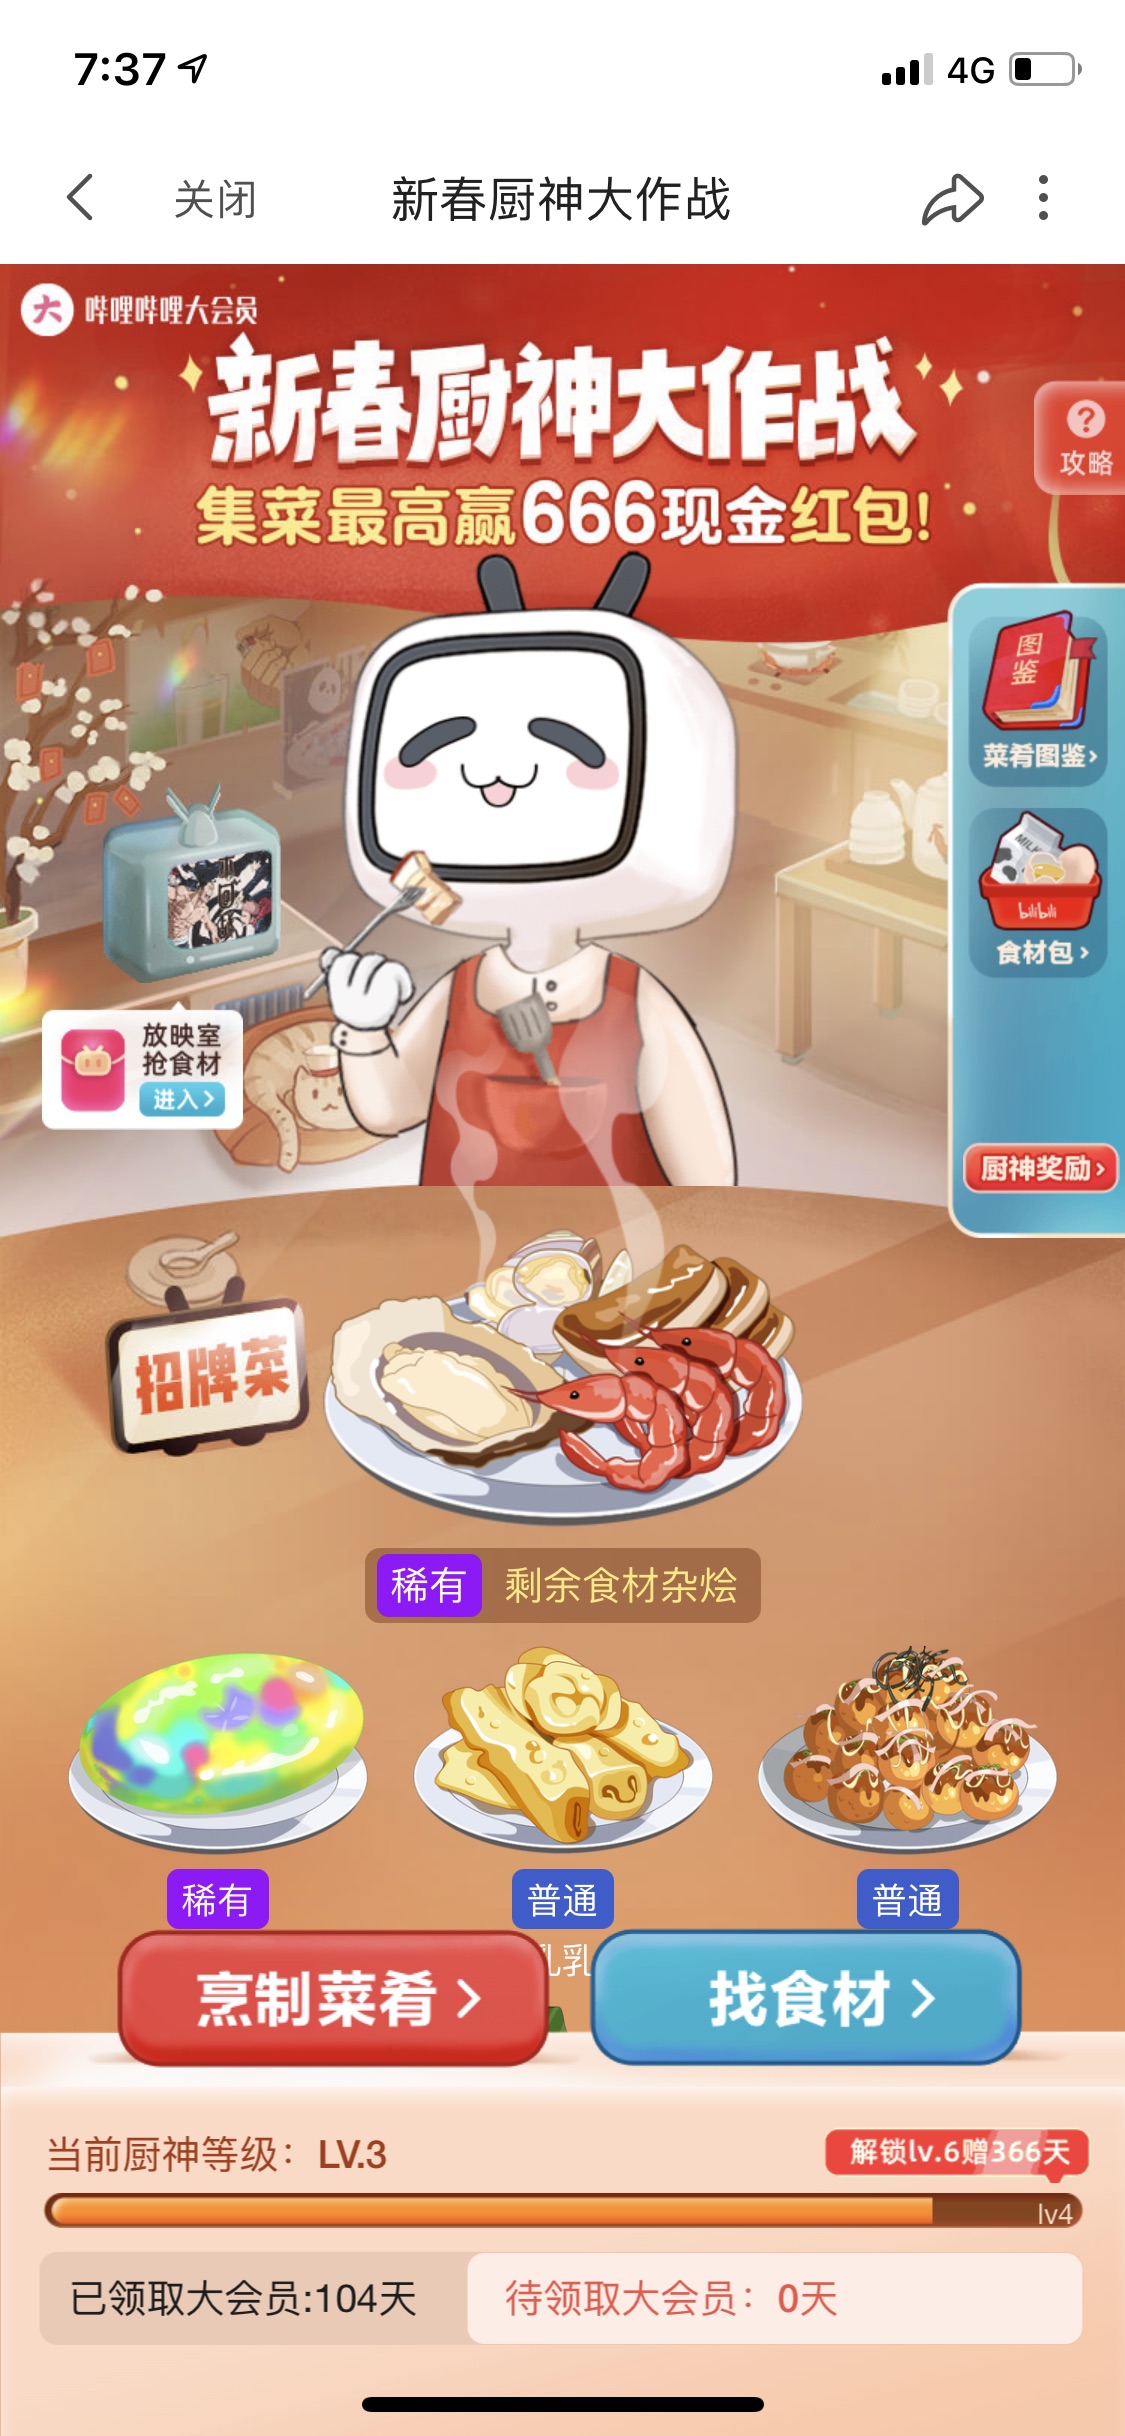 7:37
4G
关闭
新春厨神大作战
大 哔哩哔哩大会员
新春厨神大作战
集菜最高赢666现金红包!
?
攻略
图鉴
菜肴图鉴
MILK
bilibili
食材包
放映室
抢食材
进入
厨神奖励
招牌菜
稀有 剩余食材杂烩
稀有
普通
普通
烹制菜肴
找食材
当前厨神等级：LV.3
解锁lv.6赠366天
lv4
已领取大会员:104天
待领取大会员：0天